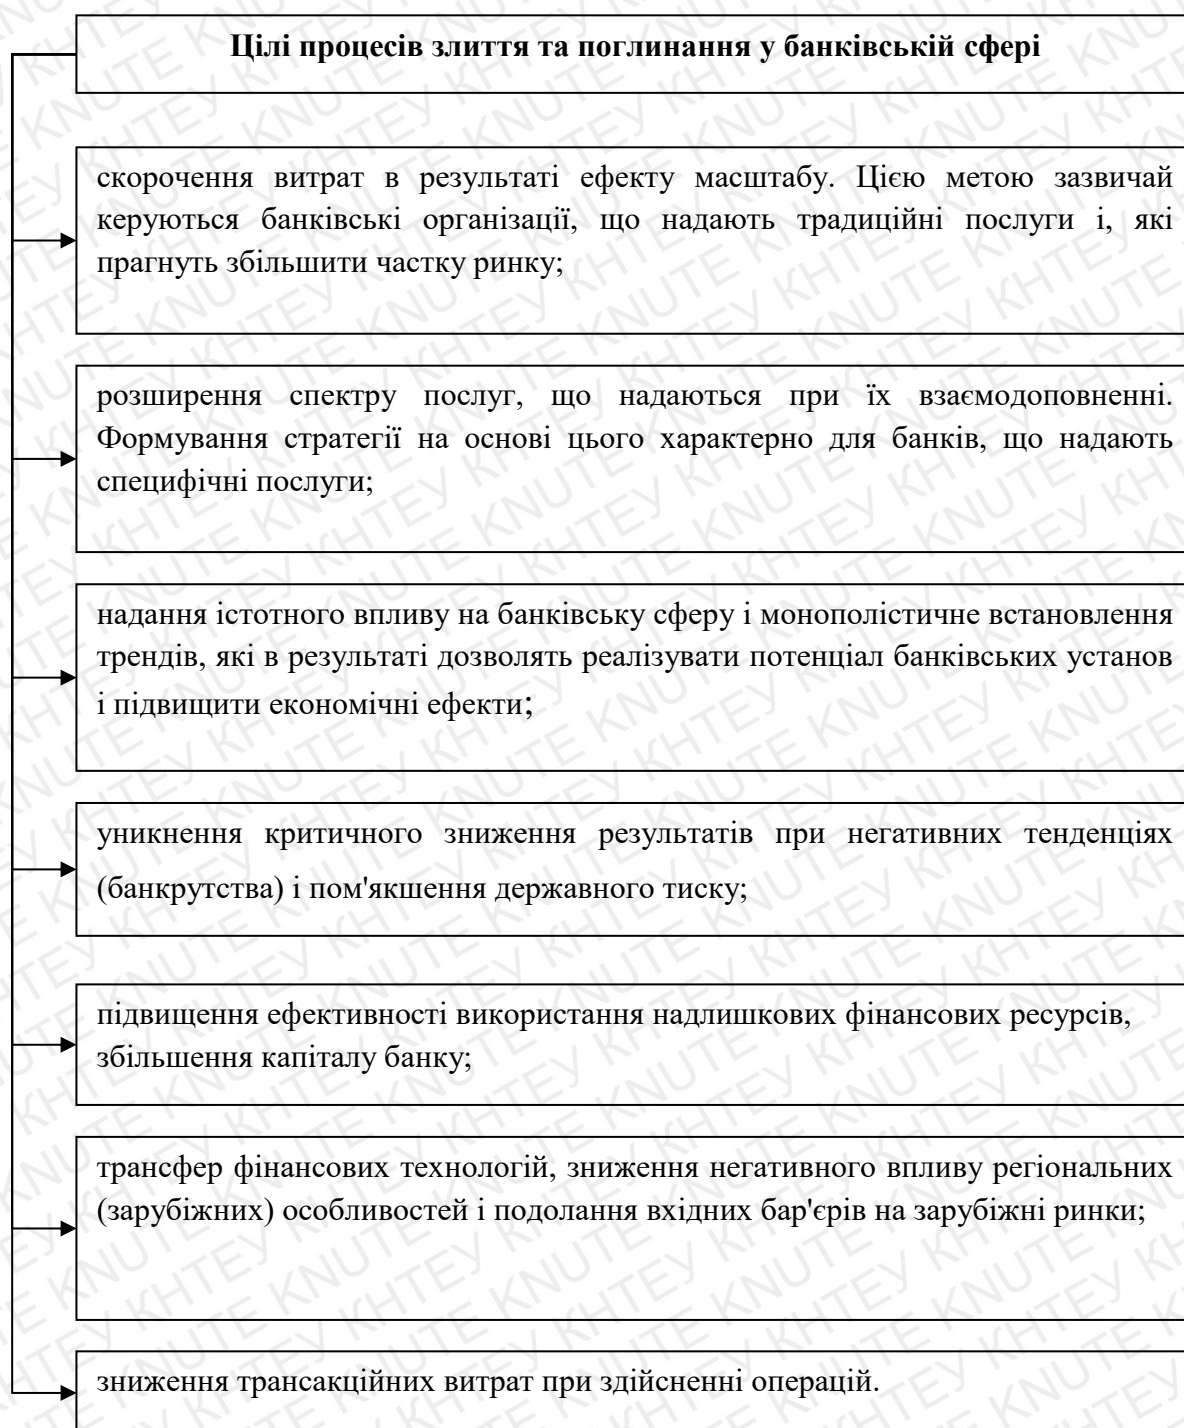 Цілі процесів злиття та поглинання у банківській сфері
скорочення витрат в результаті ефекту масштабу. Цією метою зазвичай
керуються банківські організації, що надають традиційні послуги і, які
прагнуть збільшити частку ринку;
розширення спектру послуг, що надаються при їх взаємодоповненні.
Формування стратегії на основі цього характерно для банків, що надають
специфічні послуги;
надання істотного впливу на банківську сферу і монополістичне встановлення
трендів, які в результаті дозволять реалізувати потенціал банківських установ
і підвищити економічні ефекти;
уникнення критичного зниження результатів при негативних тенденціях
(банкрутства) і пом'якшення державного тиску;
підвищення ефективності використання надлишкових фінансових ресурсів,
збільшення капіталу банку;
трансфер фінансових технологій, зниження негативного впливу регіональних
(зарубіжних) особливостей і подолання вхідних бар'єрів на зарубіжні ринки;
зниження трансакційних витрат при здійсненні операцій.